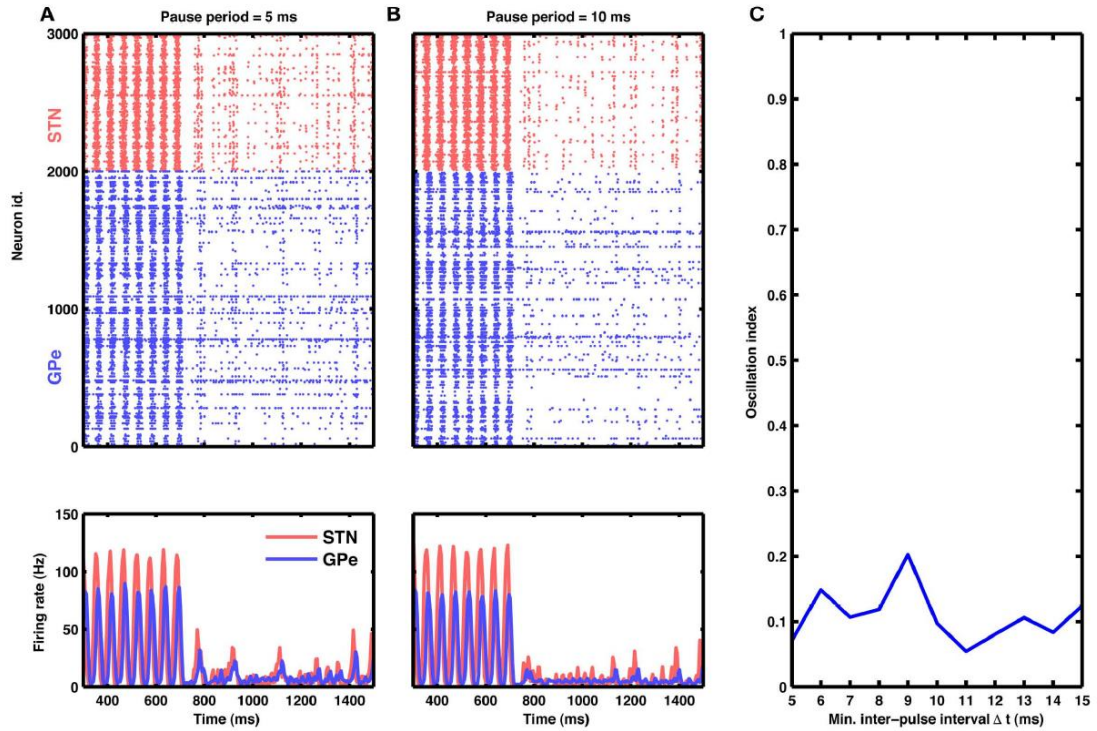 A
Pause period = 5 ms
B
Pause period = 10 ms
C
3000
2000
1000
0
Neuron id.
STN
GPe
1
0.9
0.8
0.7
0.6
0.5
0.4
0.3
0.2
0.1
0
Oscillation index
150
100
50
0
Firing rate (Hz)
STN
GPe
400 600 800 1000 1200 1400
Time (ms)
400 600 800 1000 1200 1400
Time (ms)
5 6 7 8 9 10 11 12 13 14 15
Min. inter-pulse interval Δ t (ms)